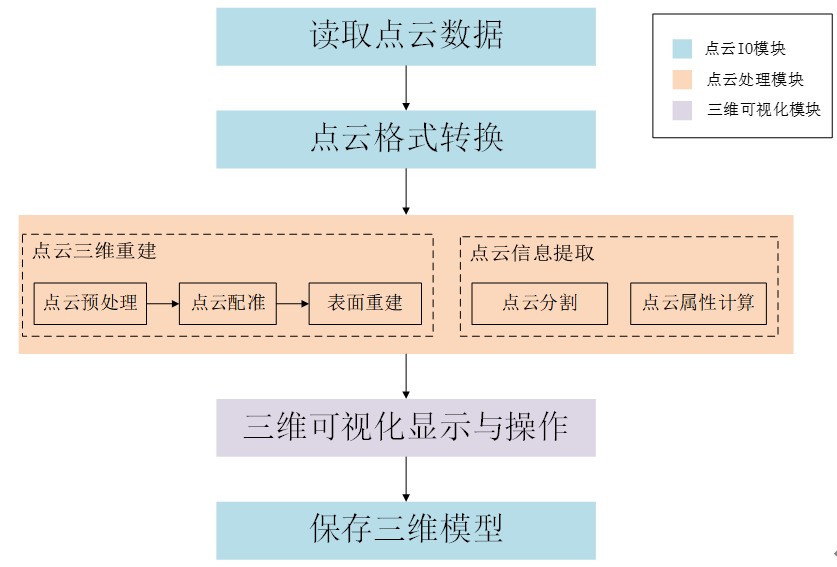 读取点云数据
点云IO模块
点云处理模块
三维可视化模块
点云格式转换
点云三维重建
点云预处理
点云配准
表面重建
点云信息提取
点云分割
点云属性计算
三维可视化显示与操作
保存三维模型